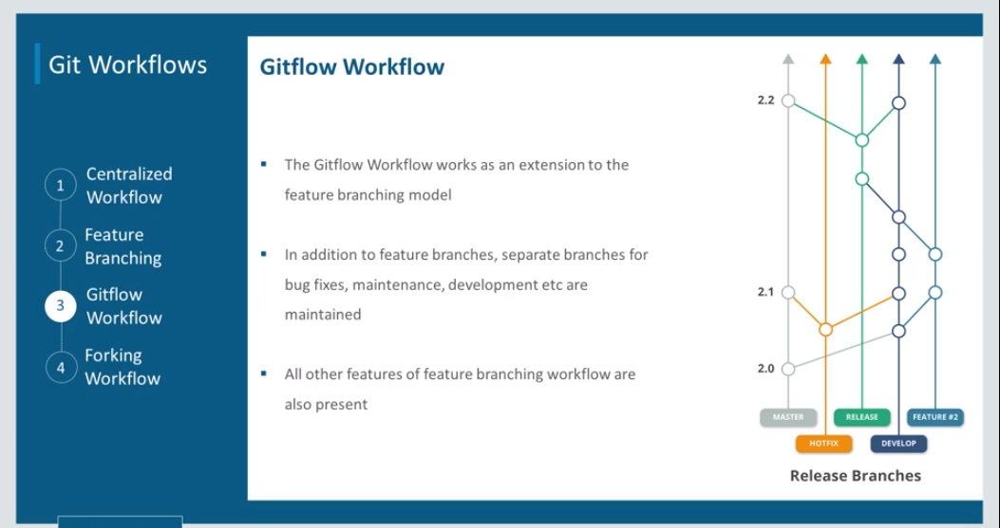 Git Workflows
1
Centralized
Workflow
2
Feature
Branching
3
Gitflow
Workflow
4
Forking
Workflow
Gitflow Workflow
▪ The Gitflow Workflow works as an extension to the
feature branching model
▪ In addition to feature branches, separate branches for
bug fixes, maintenance, development etc are
maintained
▪ All other features of feature branching workflow are
also present
2.2
2.1
2.0
MASTER
RELEASE
FEATURE #2
HOTFIX
DEVELOP
Release Branches